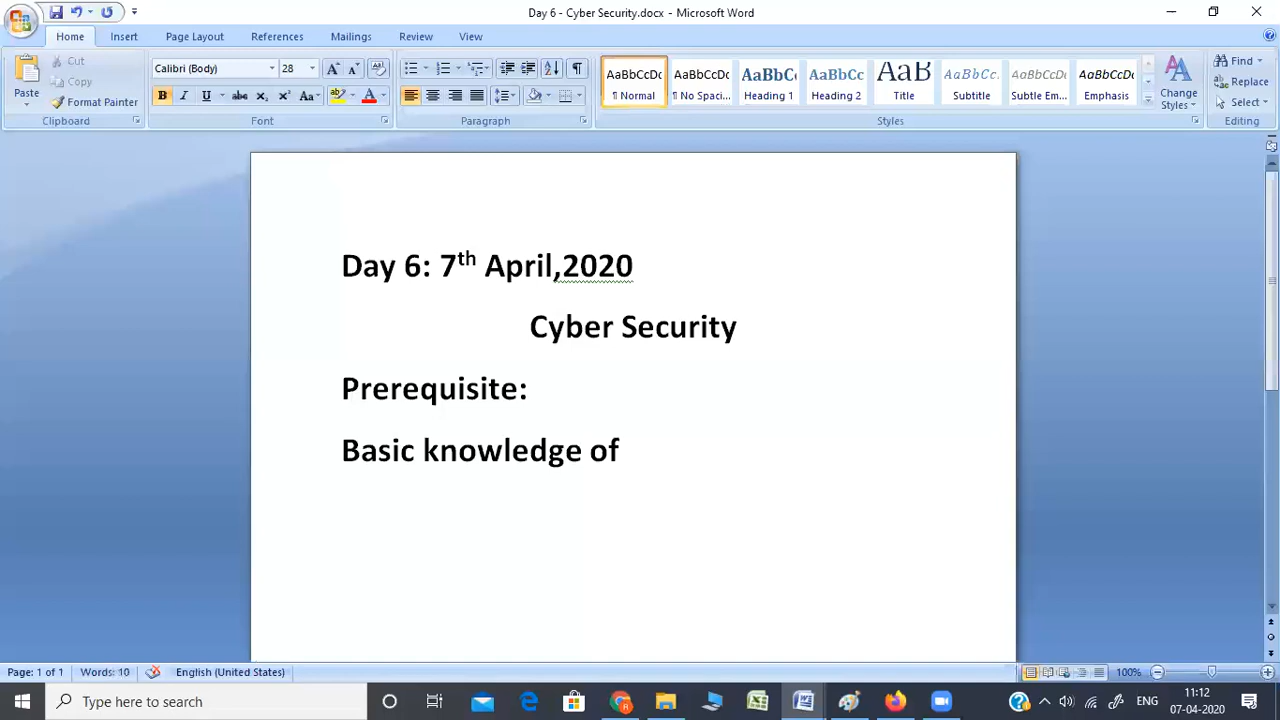 Day 6 - Cyber Security.docx - Microsoft Word
Home Insert Page Layout References Mailings Review View
Paste
Cut
Copy
Format Painter
Clipboard
Calibri (Body) 28
Font
Paragraph
AaBbCcDc AaBbCcDc AaBbC AaBbCc AaB AaBbCc. AaBbCcDc AaBbCcDc
¶ Normal ¶ No Spaci... Heading 1 Heading 2 Title Subtitle Subtle Em... Emphasis
Change
Styles
Styles
Find
Replace
Select
Editing
Day 6: 7th April,2020
Cyber Security
Prerequisite:
Basic knowledge of
Page: 1 of 1 Words: 10 English (United States) 100%
Type here to search
ENG
11:12
07-04-2020